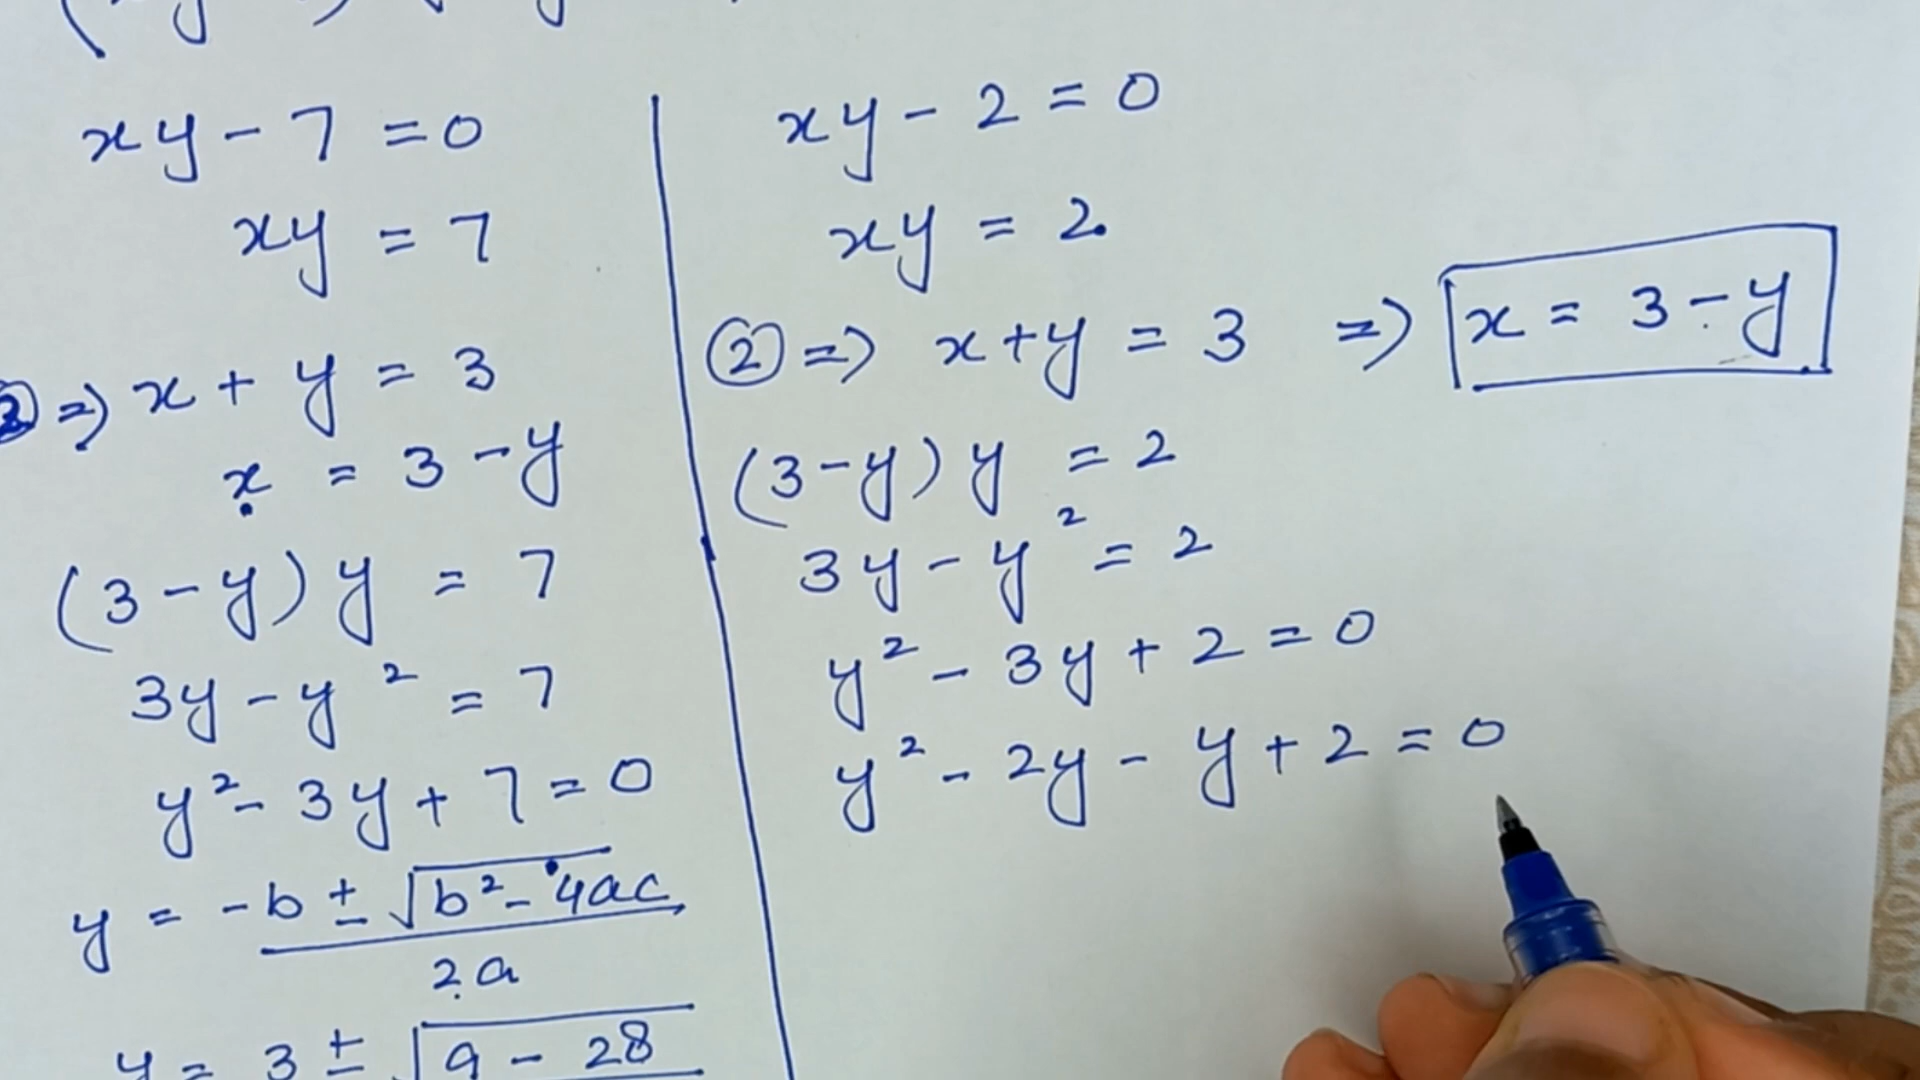 xy - 7 = 0
xy = 7
② => x + y = 3
x = 3 - y
(3 - y) y = 7
3y - y² = 7
y² - 3y + 7 = 0
y = -b ± √b² - 4ac / 2a
y = 3 ± √9 - 28
xy - 2 = 0
xy = 2
② => x + y = 3 => x = 3 - y
(3 - y) y = 2
3y - y² = 2
y² - 3y + 2 = 0
y² - 2y - y + 2 = 0